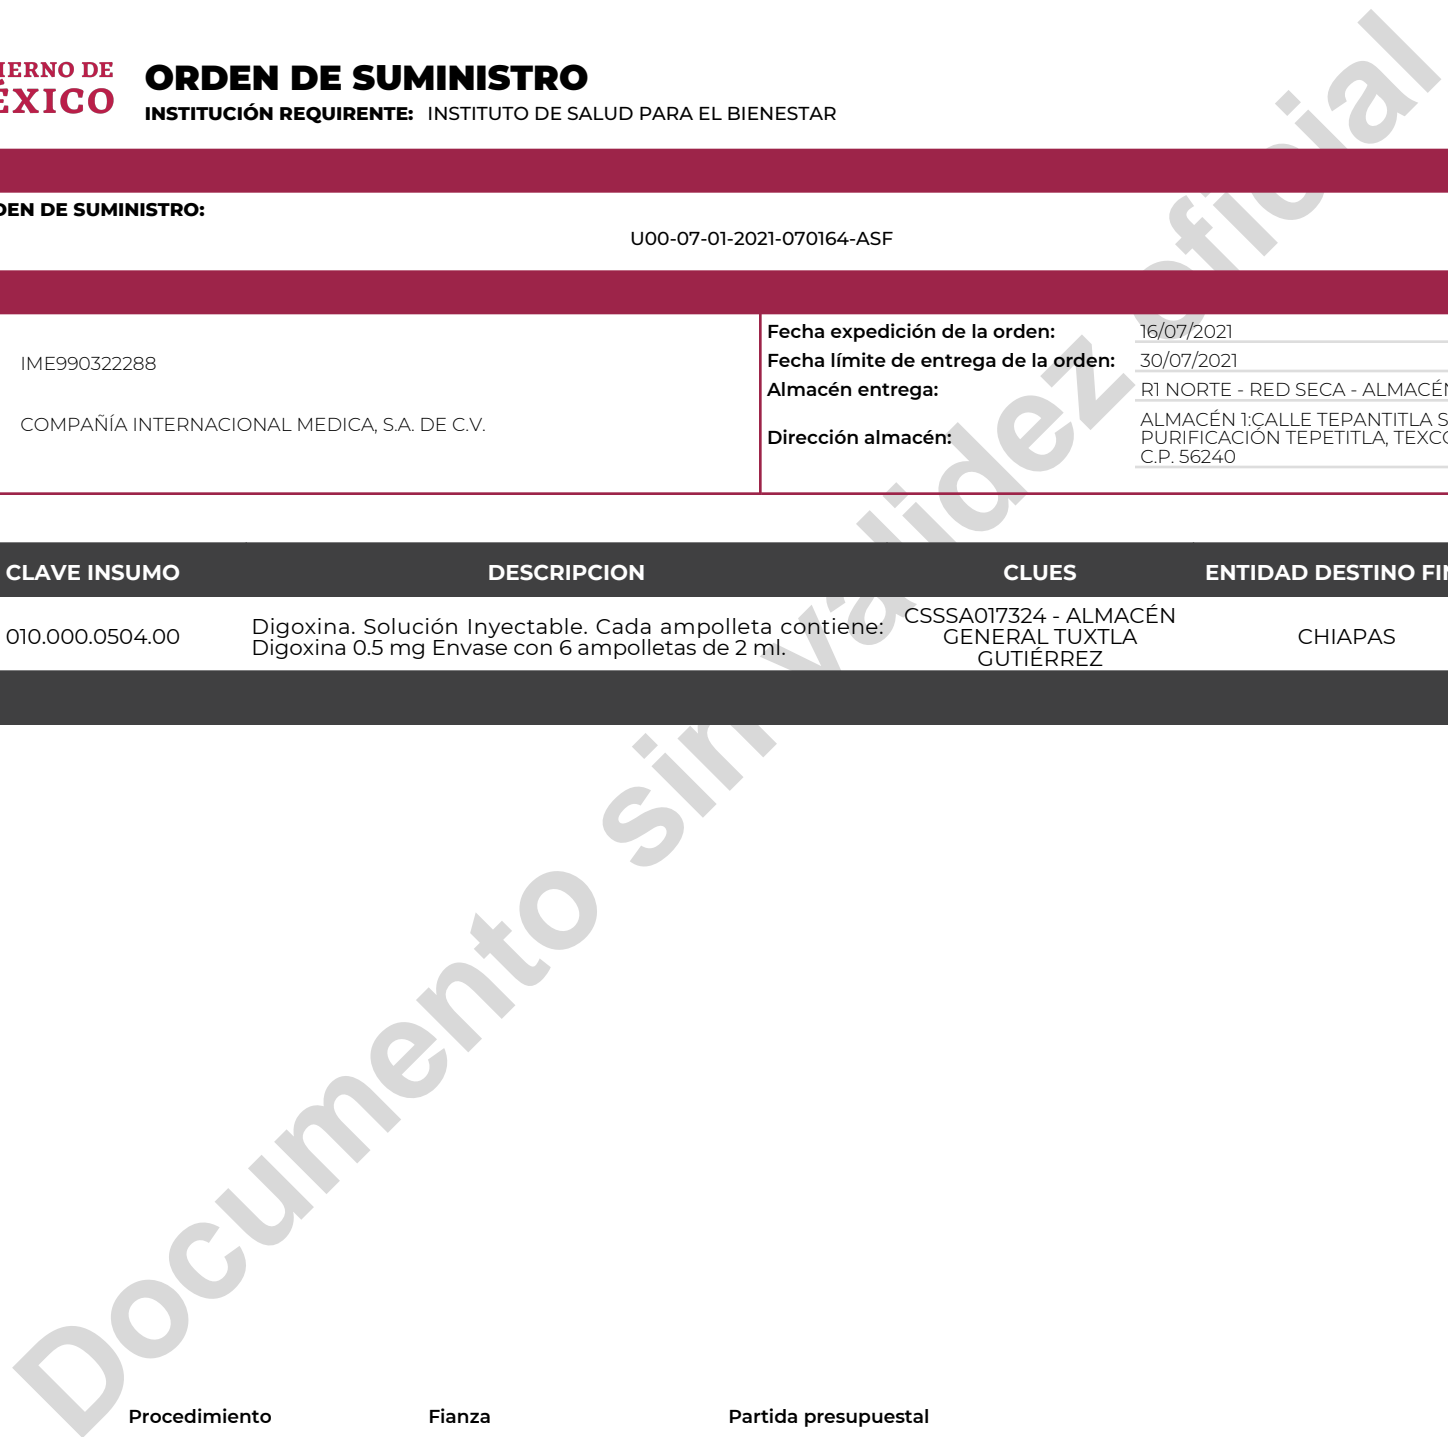 IERNO DE
ÉXICO
ORDEN DE SUMINISTRO
INSTITUCIÓN REQUIRENTE: INSTITUTO DE SALUD PARA EL BIENESTAR
DEN DE SUMINISTRO:
U00-07-01-2021-070164-ASF
IME990322288
COMPAÑÍA INTERNACIONAL MEDICA, S.A. DE C.V.
Fecha expedición de la orden: 16/07/2021
Fecha límite de entrega de la orden: 30/07/2021
Almacén entrega: R1 NORTE - RED SECA - ALMACÉN
Dirección almacén:
ALMACÉN 1:CALLE TEPANTITLA S
PURIFICACIÓN TEPETITLA, TEXCO
C.P. 56240
CLAVE INSUMO DESCRIPCION CLUES ENTIDAD DESTINO FIN
010.000.0504.00
Digoxina. Solución Inyectable. Cada ampolleta contiene:
Digoxina 0.5 mg Envase con 6 ampolletas de 2 ml.
CSSSA017324 - ALMACÉN
GENERAL TUXTLA
GUTIÉRREZ
CHIAPAS
Documento sin validez oficial
Procedimiento Fianza Partida presupuestal